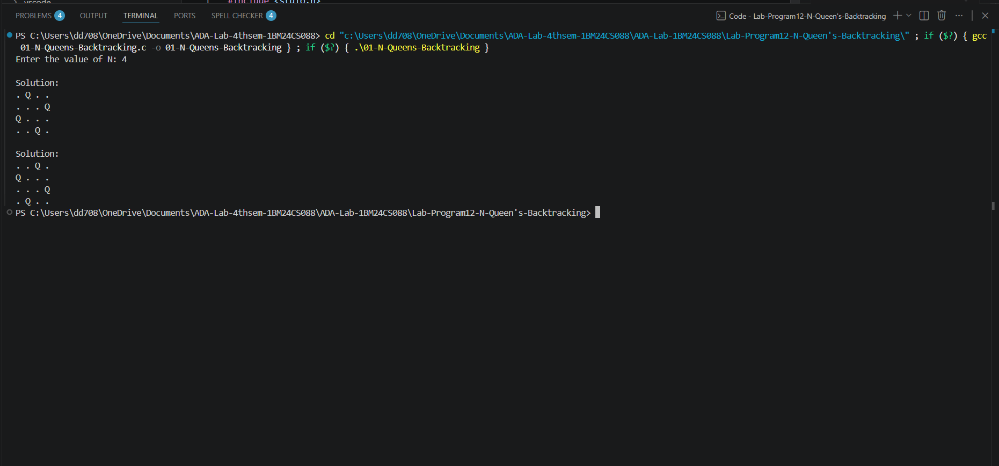 vscode
#include <stdio.h>
PROBLEMS 4 OUTPUT TERMINAL PORTS SPELL CHECKER 4 Code - Lab-Program12-N-Queen's-Backtracking
PS C:\Users\dd708\OneDrive\Documents\ADA-Lab-4thsem-1BM24CS088> cd "c:\Users\dd708\OneDrive\Documents\ADA-Lab-4thsem-1BM24CS088\ADA-Lab-1BM24CS088\Lab-Program12-N-Queen's-Backtracking\" ; if ($?) { gcc
01-N-Queens-Backtracking.c -o 01-N-Queens-Backtracking } ; if ($?) { .\01-N-Queens-Backtracking }
Enter the value of N: 4
Solution:
. Q . .
. . . Q
Q . . .
. . Q .
Solution:
. . Q .
Q . . .
. . . Q
. Q . .
PS C:\Users\dd708\OneDrive\Documents\ADA-Lab-4thsem-1BM24CS088\ADA-Lab-1BM24CS088\Lab-Program12-N-Queen's-Backtracking>